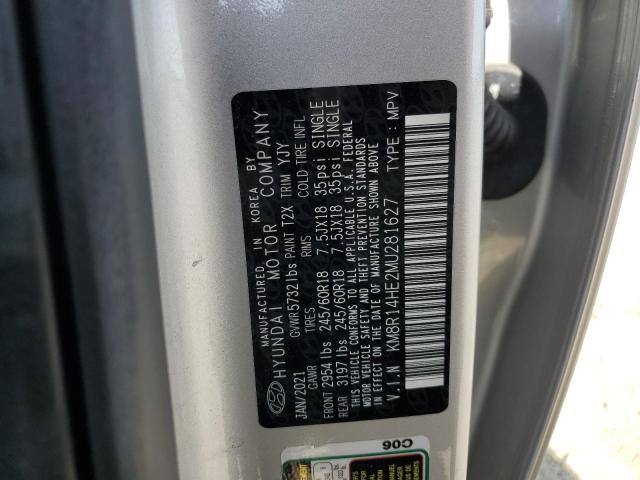 MANUFACTURED IN KOREA BY
HYUNDAI MOTOR COMPANY
JAN/2021 GVWR 5732 lbs PAINT T2X TRIM YJY
GAWR TIRES RIMS COLD TIRE INFL
FRONT 2954 lbs 245/60R18 7.5JX18 35psi SINGLE
REAR 3197 lbs 245/60R18 7.5JX18 35psi SINGLE
THIS VEHICLE CONFORMS TO ALL APPLICABLE U.S.A. FEDERAL
MOTOR VEHICLE SAFETY AND THEFT PREVENTION STANDARDS
IN EFFECT ON THE DATE OF MANUFACTURE SHOWN ABOVE
V.I.N KM8R14HE2MU281627 TYPE : MPV
C06